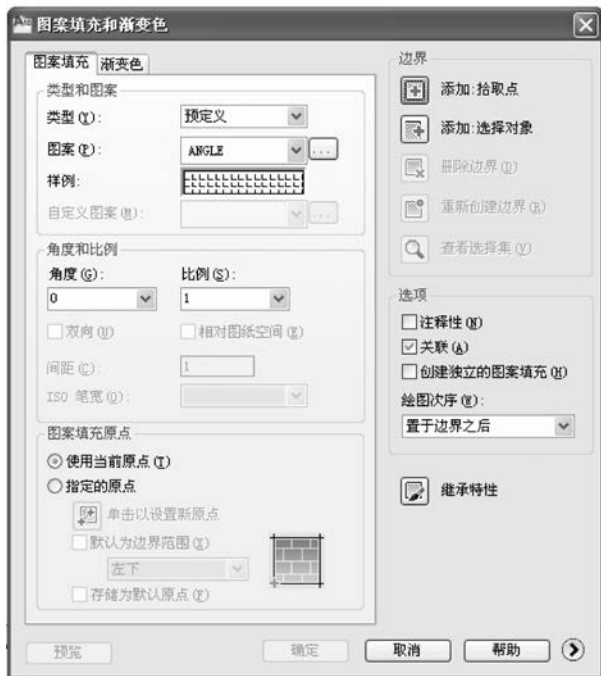 图案填充和渐变色
图案填充 渐变色
类型和图案
类型(Y):
预定义
图案(P):
ANGLE
...
样例:
自定义图案(M):
...
角度和比例
角度(G):
比例(S):
0
1
双向(U)
相对图纸空间(E)
间距(C):
1
ISO 笔宽(O):
图案填充原点
使用当前原点(T)
指定的原点
单击以设置新原点
默认为边界范围(X)
左下
存储为默认原点(F)
边界
添加:拾取点
添加:选择对象
删除边界(D)
重新创建边界(R)
查看选择集(V)
选项
注释性(N)
关联(A)
创建独立的图案填充(H)
绘图次序(W):
置于边界之后
继承特性
预览
确定
取消
帮助